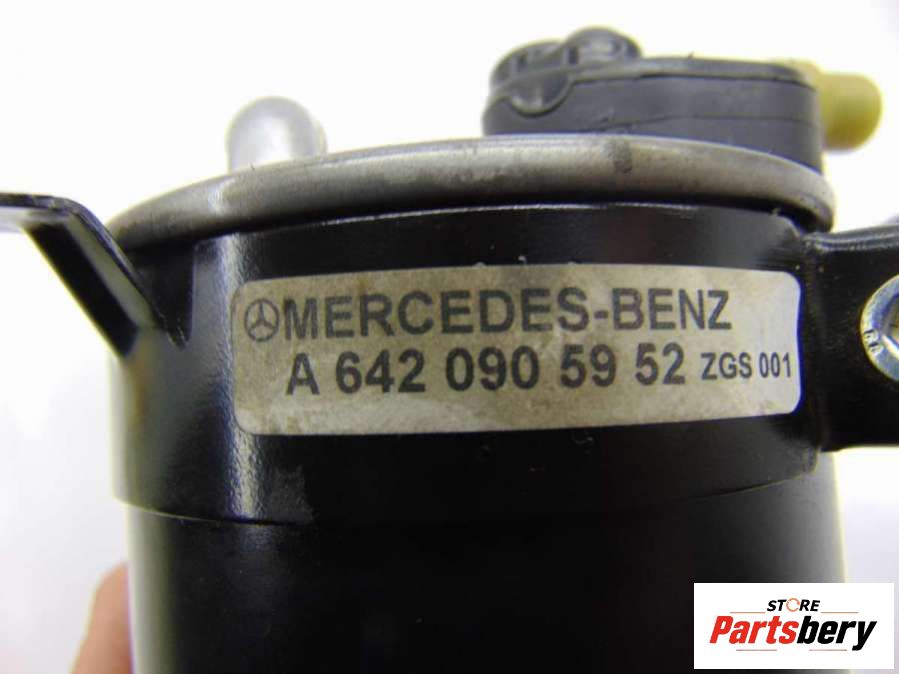 MERCEDES-BENZ
A 642 090 59 52 ZGS 001
STORE
Partsbery